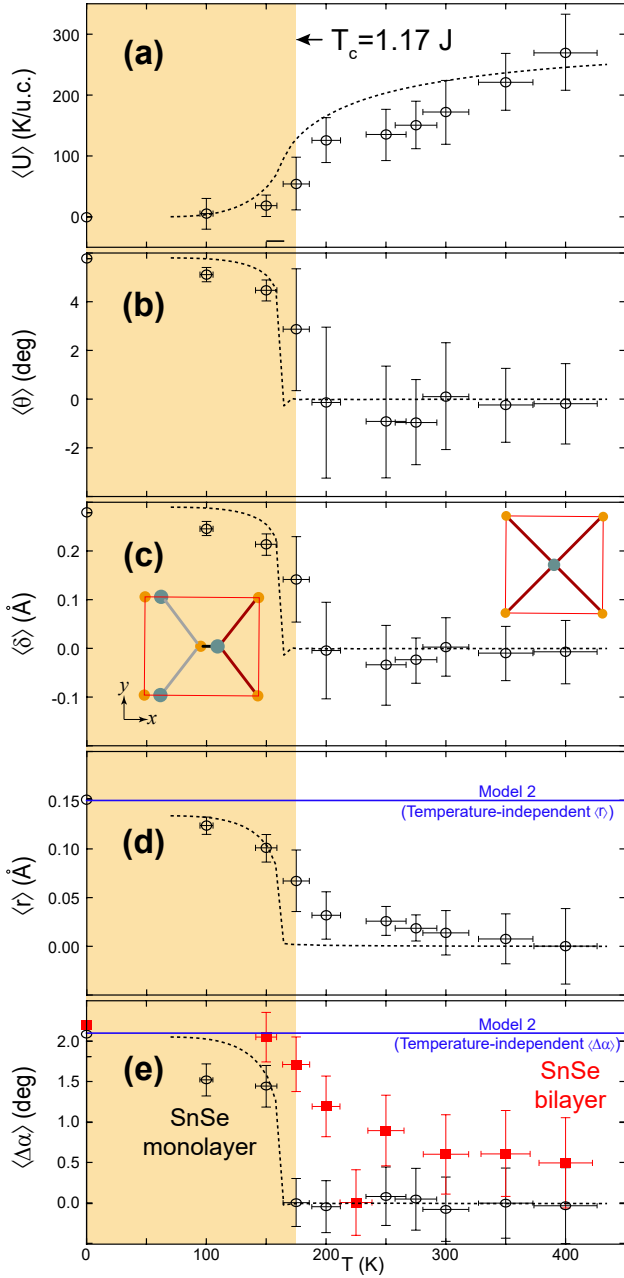 (a)
T_c=1.17 J
⟨U⟩ (K/u.c.)
300
200
100
0
(b)
⟨θ⟩ (deg)
4
2
0
-2
(c)
⟨δ⟩ (Å)
0.2
0.1
0.0
-0.1
y
x
(d)
⟨r⟩ (Å)
0.15
0.10
0.05
0.00
Model 2
(Temperature-independent ⟨r⟩)
(e)
⟨Δα⟩ (deg)
2.0
1.5
1.0
0.5
0.0
Model 2
(Temperature-independent ⟨Δα⟩)
SnSe
monolayer
SnSe
bilayer
0 100 200 300 400
T (K)